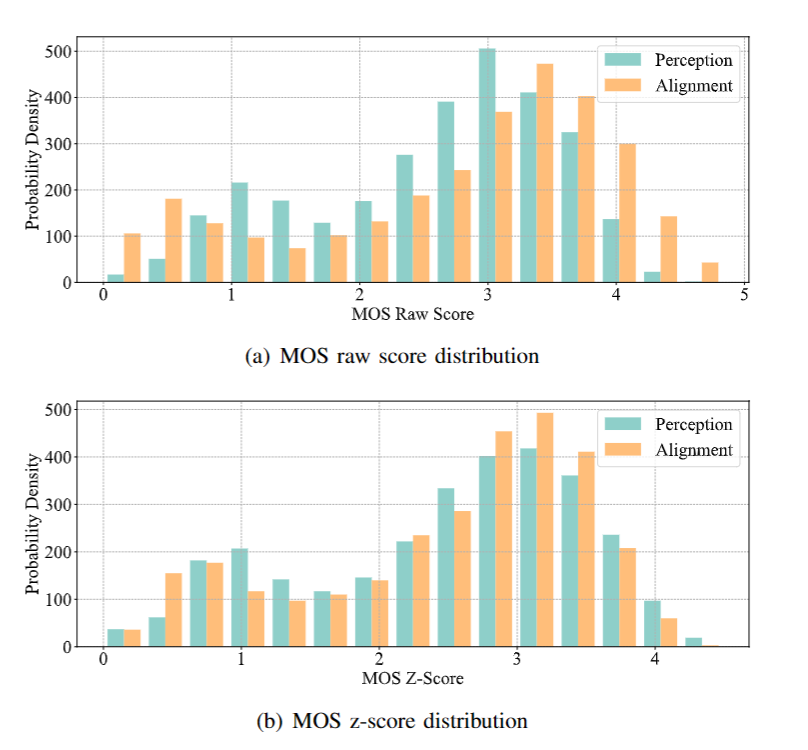 500
400
300
200
100
0
Probability Density
Perception
Alignment
0 1 2 3 4 5
MOS Raw Score
(a) MOS raw score distribution
500
400
300
200
100
0
Probability Density
Perception
Alignment
0 1 2 3 4
MOS Z-Score
(b) MOS z-score distribution